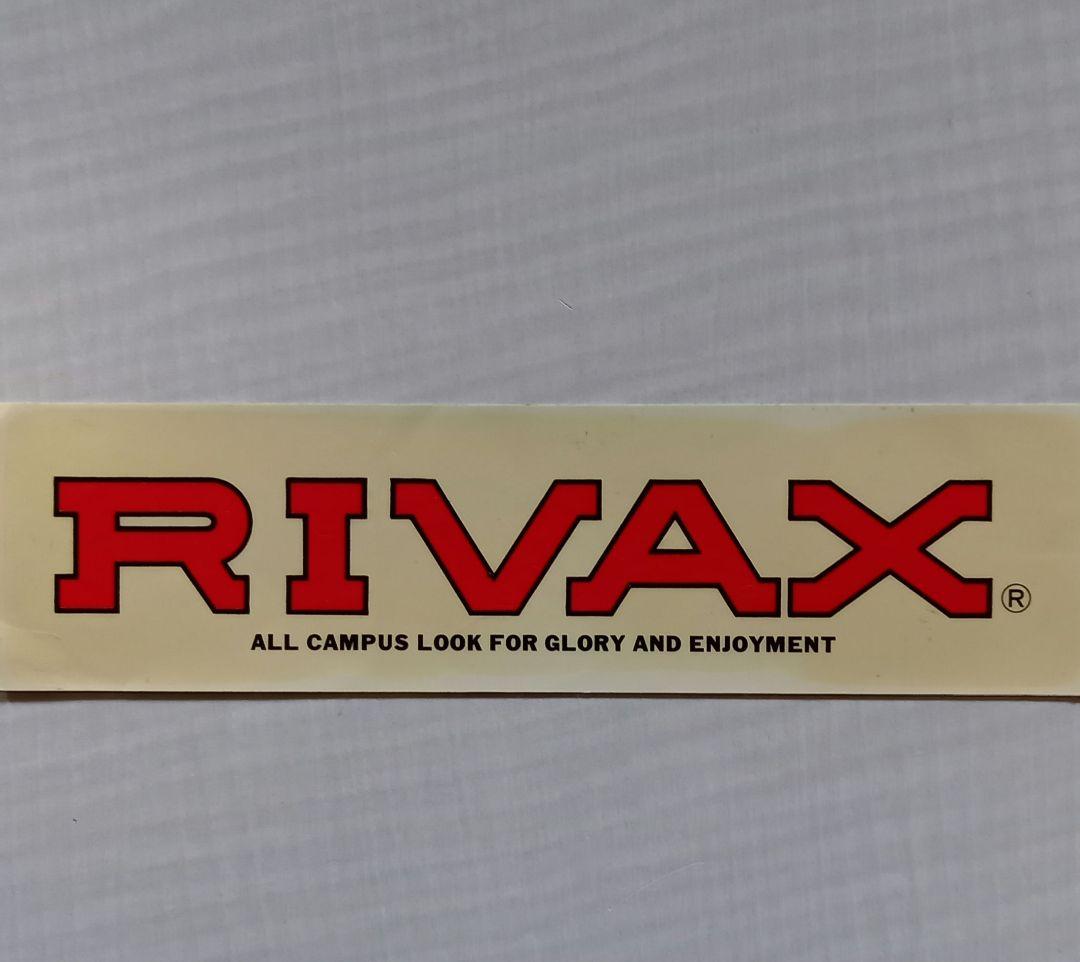 RIVAX®
ALL CAMPUS LOOK FOR GLORY AND ENJOYMENT